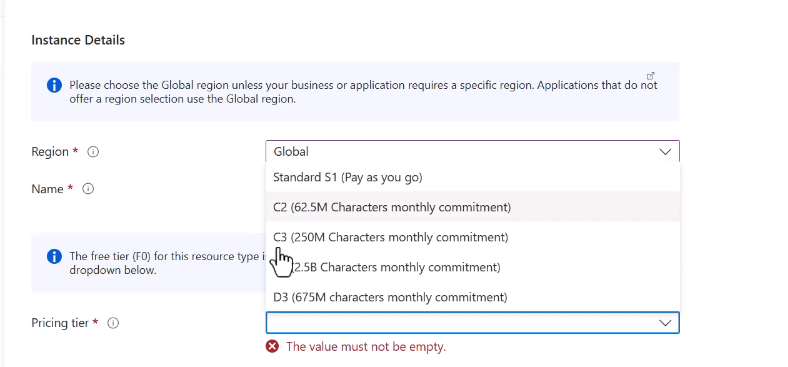 Instance Details
Please choose the Global region unless your business or application requires a specific region. Applications that do not
offer a region selection use the Global region.
Region *
Global
Standard S1 (Pay as you go)
Name *
C2 (62.5M Characters monthly commitment)
C3 (250M Characters monthly commitment)
The free tier (F0) for this resource type
dropdown below.
2.5B Characters monthly commitment)
D3 (675M characters monthly commitment)
Pricing tier *
The value must not be empty.